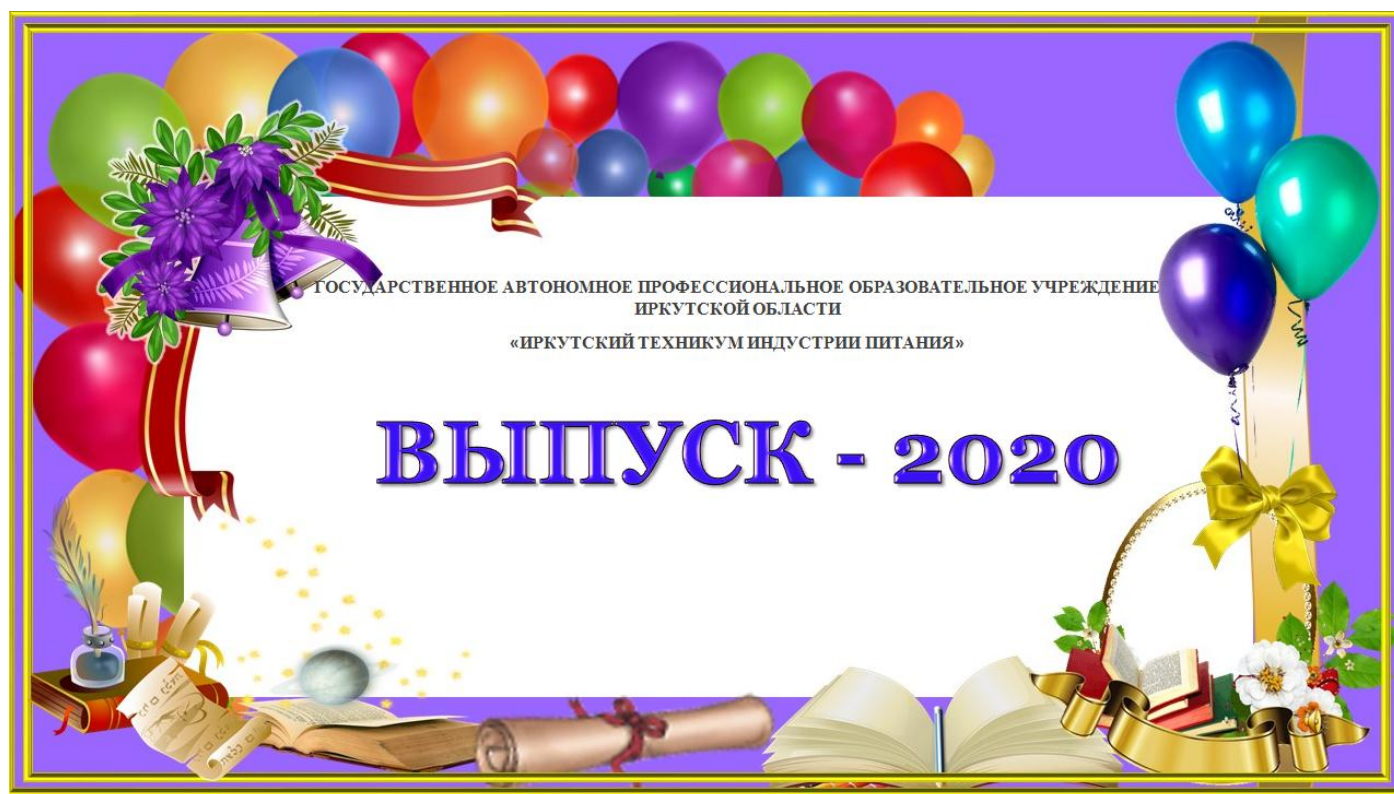 ГОСУДАРСТВЕННОЕ АВТОНОМНОЕ ПРОФЕССИОНАЛЬНОЕ ОБРАЗОВАТЕЛЬНОЕ УЧРЕЖДЕНИЕ
ИРКУТСКОЙ ОБЛАСТИ
«ИРКУТСКИЙ ТЕХНИКУМ ИНДУСТРИИ ПИТАНИЯ»
ВЫПУСК - 2020